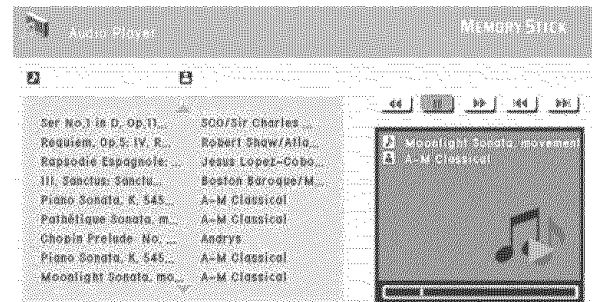 Audio Player
MEMORY STICK
Ser No.1 in D, Op.11,... SCO/Sir Charles ...
Requiem, Op.5: IV. R... Robert Shaw/Atla...
Rapsodie Espagnole: ... Jesus Lopez-Cobo...
III. Sanctus: Sanctu... Boston Baroque/M...
Piano Sonata, K. 545... A-M Classical
Pathétique Sonata, m... A-M Classical
Chopin Prelude No. ... Andrys
Piano Sonata, K. 545... A-M Classical
Moonlight Sonata, mo... A-M Classical
Moonlight Sonata, movement
A-M Classical